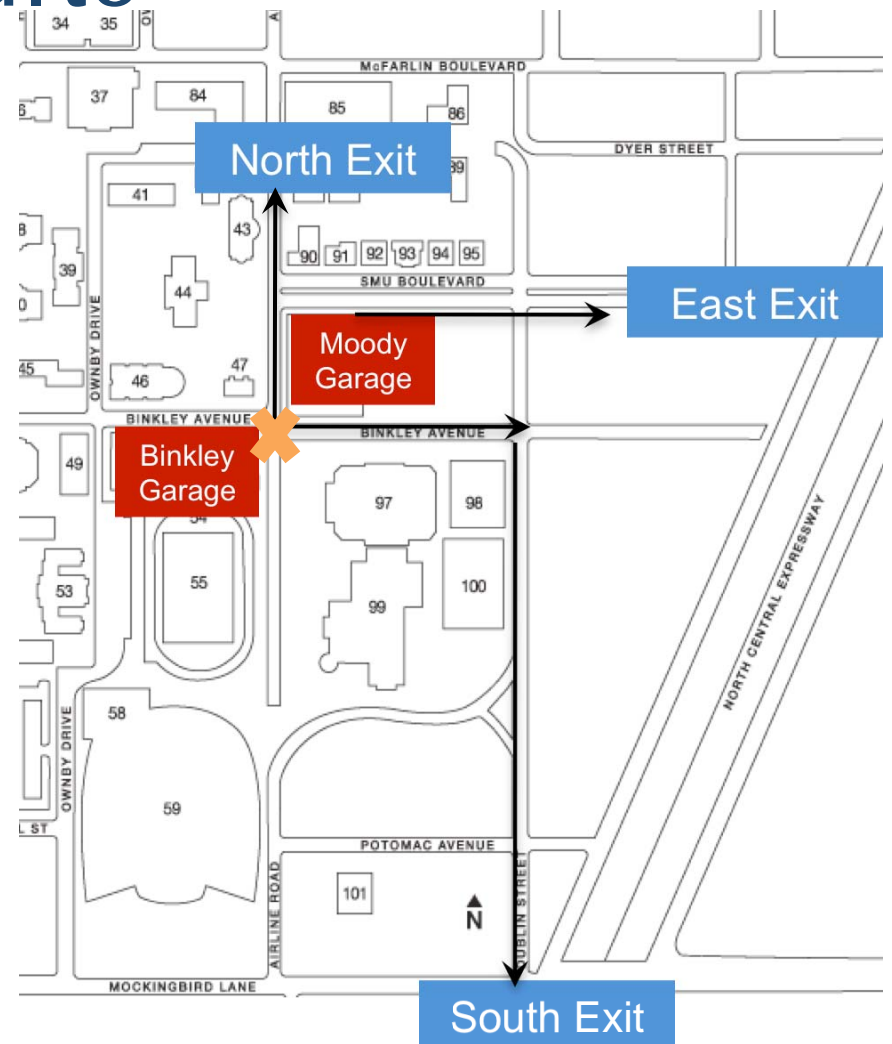 34 35
McFARLIN BOULEVARD
37 84 85 86
North Exit
DYER STREET
89
41 43
90 91 92 93 94 95
39
SMU BOULEVARD
44
East Exit
OWNBY DRIVE
Moody
Garage
45 46 47
BINKLEY AVENUE
BINKLEY AVENUE
Binkley
Garage
49 97 98
54
55 53 99 100
NORTH CENTRAL EXPRESSWAY
58
OWNBY DRIVE
59
L ST
POTOMAC AVENUE
101
N
AIRLINE ROAD
DUBLIN STREET
MOCKINGBIRD LANE
South Exit